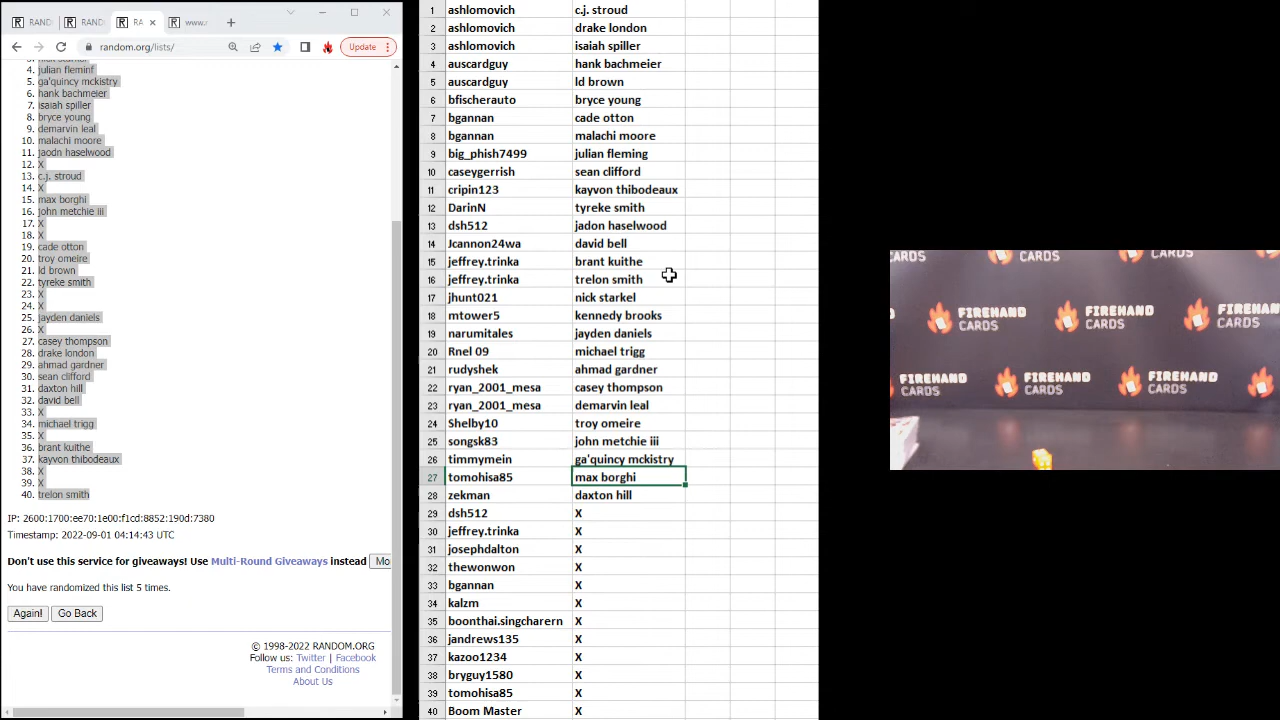 RAND
RAND
RA
www.r
random.org/lists/
Update
4. julian fleminf
5. ga'quincy mckistry
6. hank bachmeier
7. isaiah spiller
8. bryce young
9. demarvin leal
10. malachi moore
11. jaodn haselwood
12. X
13. c.j. stroud
14. X
15. max borghi
16. john metchie iii
17. X
18. X
19. cade otton
20. troy omeire
21. ld brown
22. tyreke smith
23. X
24. X
25. jayden daniels
26. X
27. casey thompson
28. drake london
29. ahmad gardner
30. sean clifford
31. daxton hill
32. david bell
33. X
34. michael trigg
35. X
36. brant kuithe
37. kayvon thibodeaux
38. X
39. X
40. trelon smith
IP: 2600:1700:ee70:1e00:f1cd:8852:190d:7380
Timestamp: 2022-09-01 04:14:43 UTC
Don't use this service for giveaways! Use Multi-Round Giveaways instead Mo
You have randomized this list 5 times.
Again! Go Back
© 1998-2022 RANDOM.ORG
Follow us: Twitter | Facebook
Terms and Conditions
About Us
1 ashlomovich c.j. stroud
2 ashlomovich drake london
3 ashlomovich isaiah spiller
4 auscardguy hank bachmeier
5 auscardguy ld brown
6 bfischerauto bryce young
7 bgannan cade otton
8 bgannan malachi moore
9 big_phish7499 julian fleming
10 caseygerrish sean clifford
11 cripin123 kayvon thibodeaux
12 DarinN tyreke smith
13 dsh512 jadon haselwood
14 Jcannon24wa david bell
15 jeffrey.trinka brant kuithe
16 jeffrey.trinka trelon smith
17 jhunt021 nick starkel
18 mtower5 kennedy brooks
19 narumitales jayden daniels
20 Rnel 09 michael trigg
21 rudyshek ahmad gardner
22 ryan_2001_mesa casey thompson
23 ryan_2001_mesa demarvin leal
24 Shelby10 troy omeire
25 songsk83 john metchie iii
26 timmymein ga'quincy mckistry
27 tomohisa85 max borghi
28 zekman daxton hill
29 dsh512 X
30 jeffrey.trinka X
31 josephdalton X
32 thewonwon X
33 bgannan X
34 kalzm X
35 boonthai.singcharern X
36 jandrews135 X
37 kazoo1234 X
38 bryguy1580 X
39 tomohisa85 X
40 Boom Master X
FIREHAND CARDS
FIREHAND CARDS
FIREHAND CARDS
FIREHAND CARDS
FIREHAND CARDS